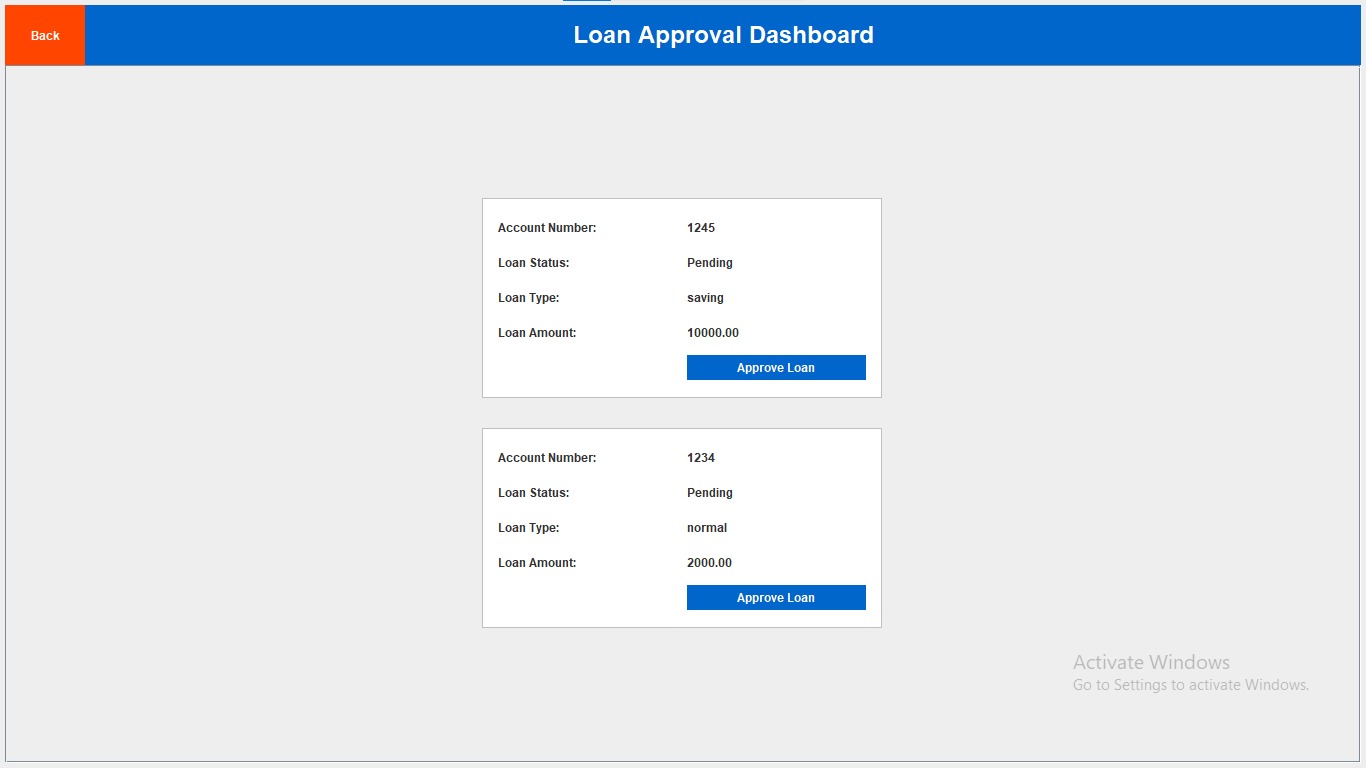 Back
Loan Approval Dashboard
Account Number: 1245
Loan Status: Pending
Loan Type: saving
Loan Amount: 10000.00
Approve Loan
Account Number: 1234
Loan Status: Pending
Loan Type: normal
Loan Amount: 2000.00
Approve Loan
Activate Windows
Go to Settings to activate Windows.